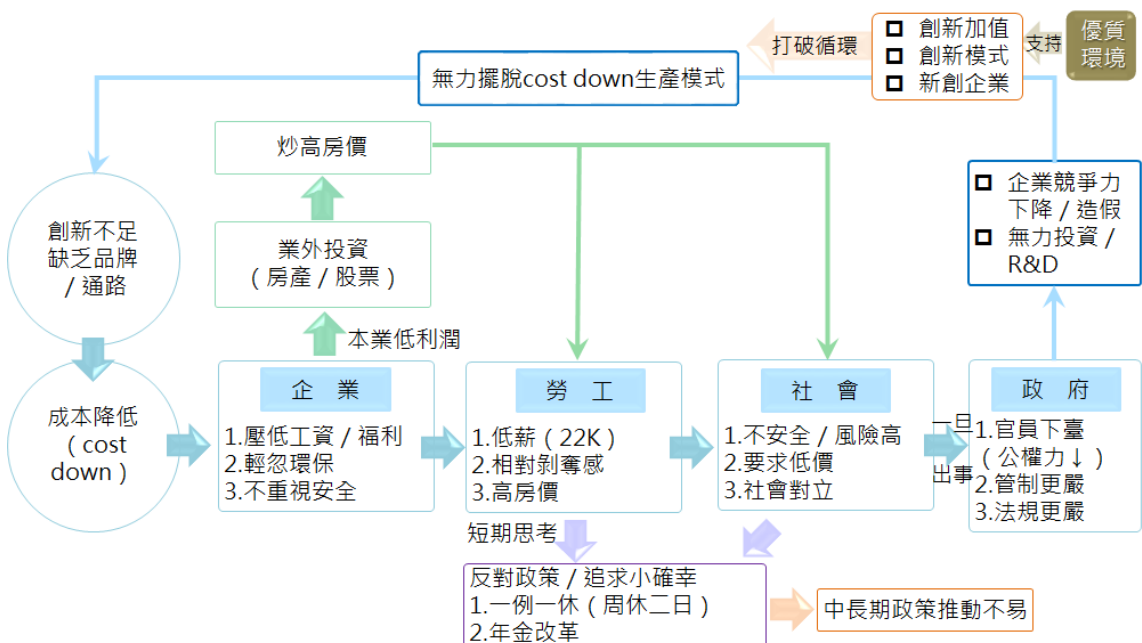 打破循環
創新加值
創新模式
新創企業
支持
優質
環境
無力擺脫cost down生產模式
炒高房價
企業競爭力
下降／造假
無力投資／
R&D
創新不足
缺乏品牌
／通路
業外投資
（房產／股票）
本業低利潤
成本降低
（cost
down）
企 業
1.壓低工資／福利
2.輕忽環保
3.不重視安全
勞 工
1.低薪（22K）
2.相對剝奪感
3.高房價
社 會
1.不安全／風險高
2.要求低價
3.社會對立
一旦
出事
政 府
1.官員下臺
（公權力↓）
2.管制更嚴
3.法規更嚴
短期思考
反對政策／追求小確幸
1.一例一休（周休二日）
2.年金改革
中長期政策推動不易